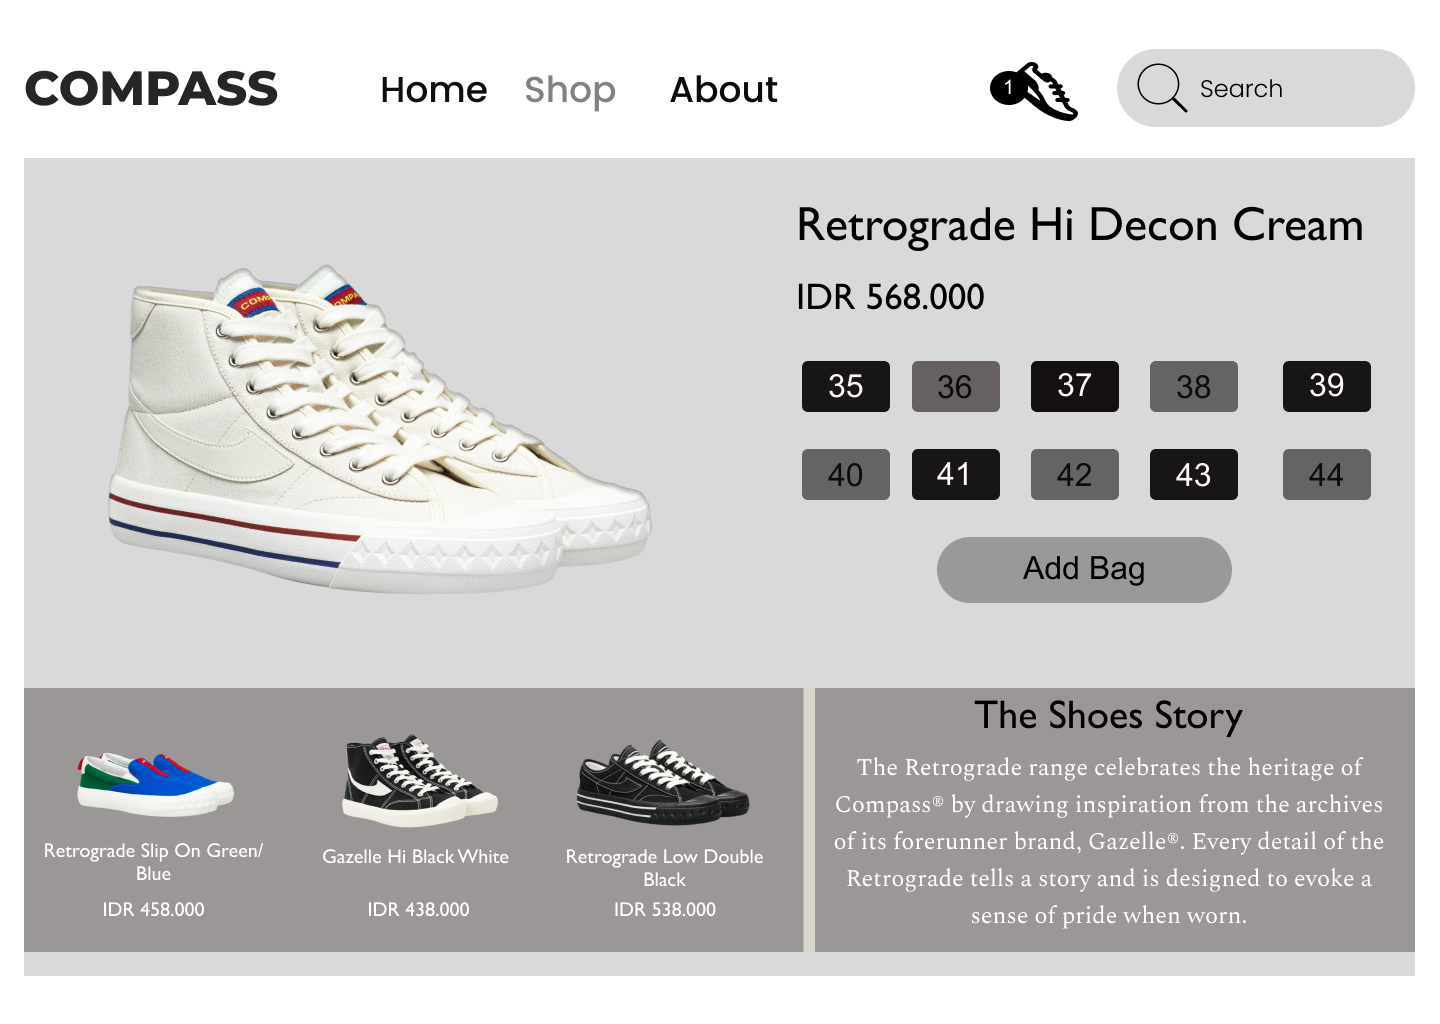 COMPASS
Home Shop About
1
Search
Retrograde Hi Decon Cream
IDR 568.000
35 36 37 38 39
40 41 42 43 44
Add Bag
Retrograde Slip On Green/
Blue
IDR 458.000
Gazelle Hi Black White
IDR 438.000
Retrograde Low Double
Black
IDR 538.000
The Shoes Story
The Retrograde range celebrates the heritage of
Compass® by drawing inspiration from the archives
of its forerunner brand, Gazelle®. Every detail of the
Retrograde tells a story and is designed to evoke a
sense of pride when worn.